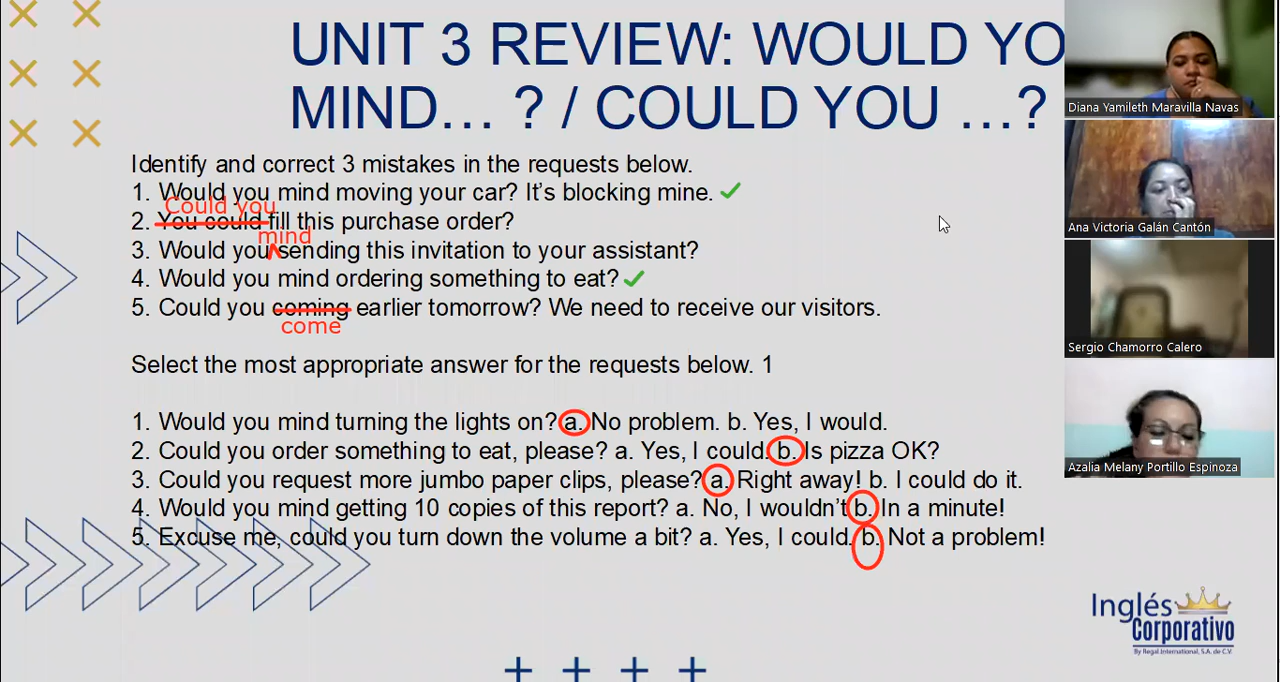 UNIT 3 REVIEW: WOULD YO
MIND… ? / COULD YOU …?
Identify and correct 3 mistakes in the requests below.
1. Would you mind moving your car? It’s blocking mine.
Could you
2. You could fill this purchase order?
mind
3. Would you sending this invitation to your assistant?
4. Would you mind ordering something to eat?
5. Could you coming earlier tomorrow? We need to receive our visitors.
come
Select the most appropriate answer for the requests below. 1
1. Would you mind turning the lights on? a. No problem. b. Yes, I would.
2. Could you order something to eat, please? a. Yes, I could. b. Is pizza OK?
3. Could you request more jumbo paper clips, please? a. Right away! b. I could do it.
4. Would you mind getting 10 copies of this report? a. No, I wouldn’t b. In a minute!
5. Excuse me, could you turn down the volume a bit? a. Yes, I could. b. Not a problem!
Diana Yamileth Maravilla Navas
Ana Victoria Galán Cantón
Sergio Chamorro Calero
Azalia Melany Portillo Espinoza
Inglés
Corporativo
By Regal International, S.A. de C.V.